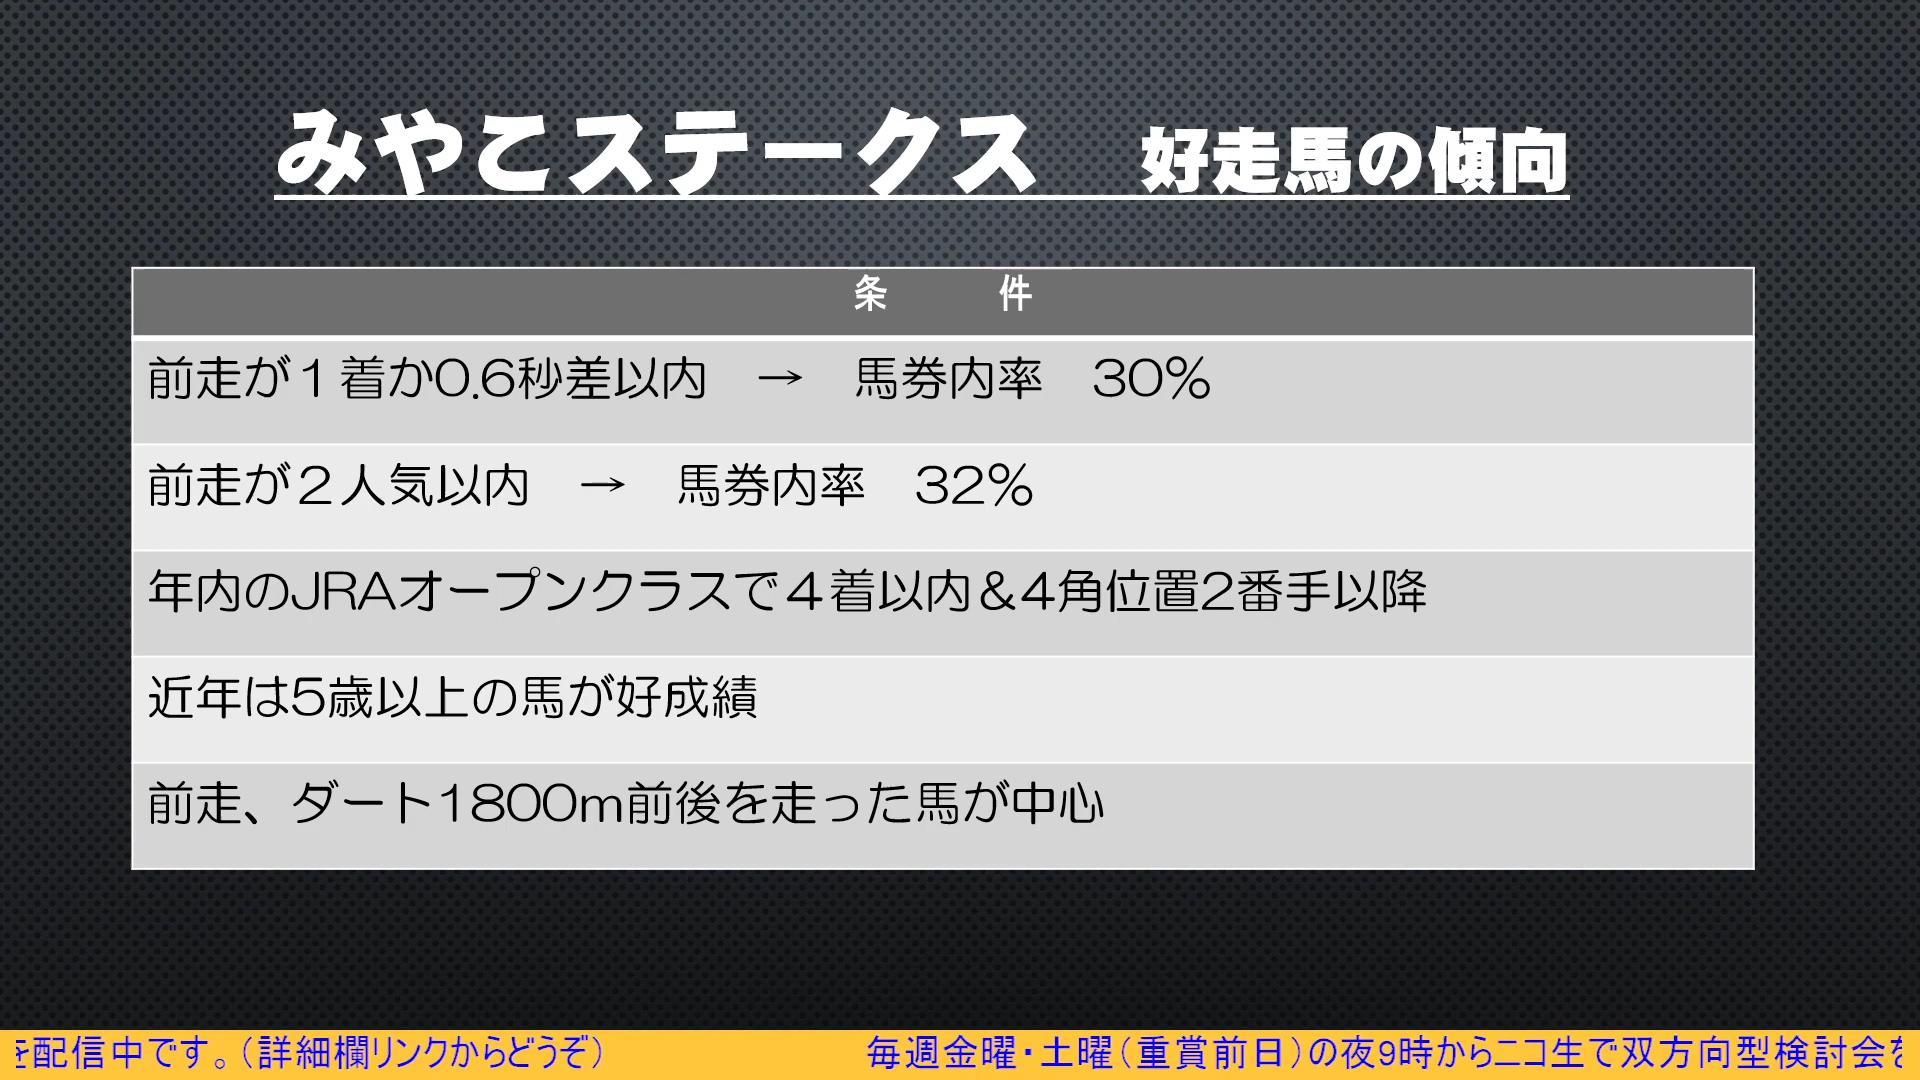 みやこステークス　好走馬の傾向
条　　　件
前走が１着か0.6秒差以内　→　馬券内率　30%
前走が２人気以内　→　馬券内率　32%
年内のJRAオープンクラスで４着以内＆4角位置2番手以降
近年は5歳以上の馬が好成績
前走、ダート1800m前後を走った馬が中心
を配信中です。（詳細欄リンクからどうぞ）　　　毎週金曜・土曜（重賞前日）の夜9時からニコ生で双方向型検討会を